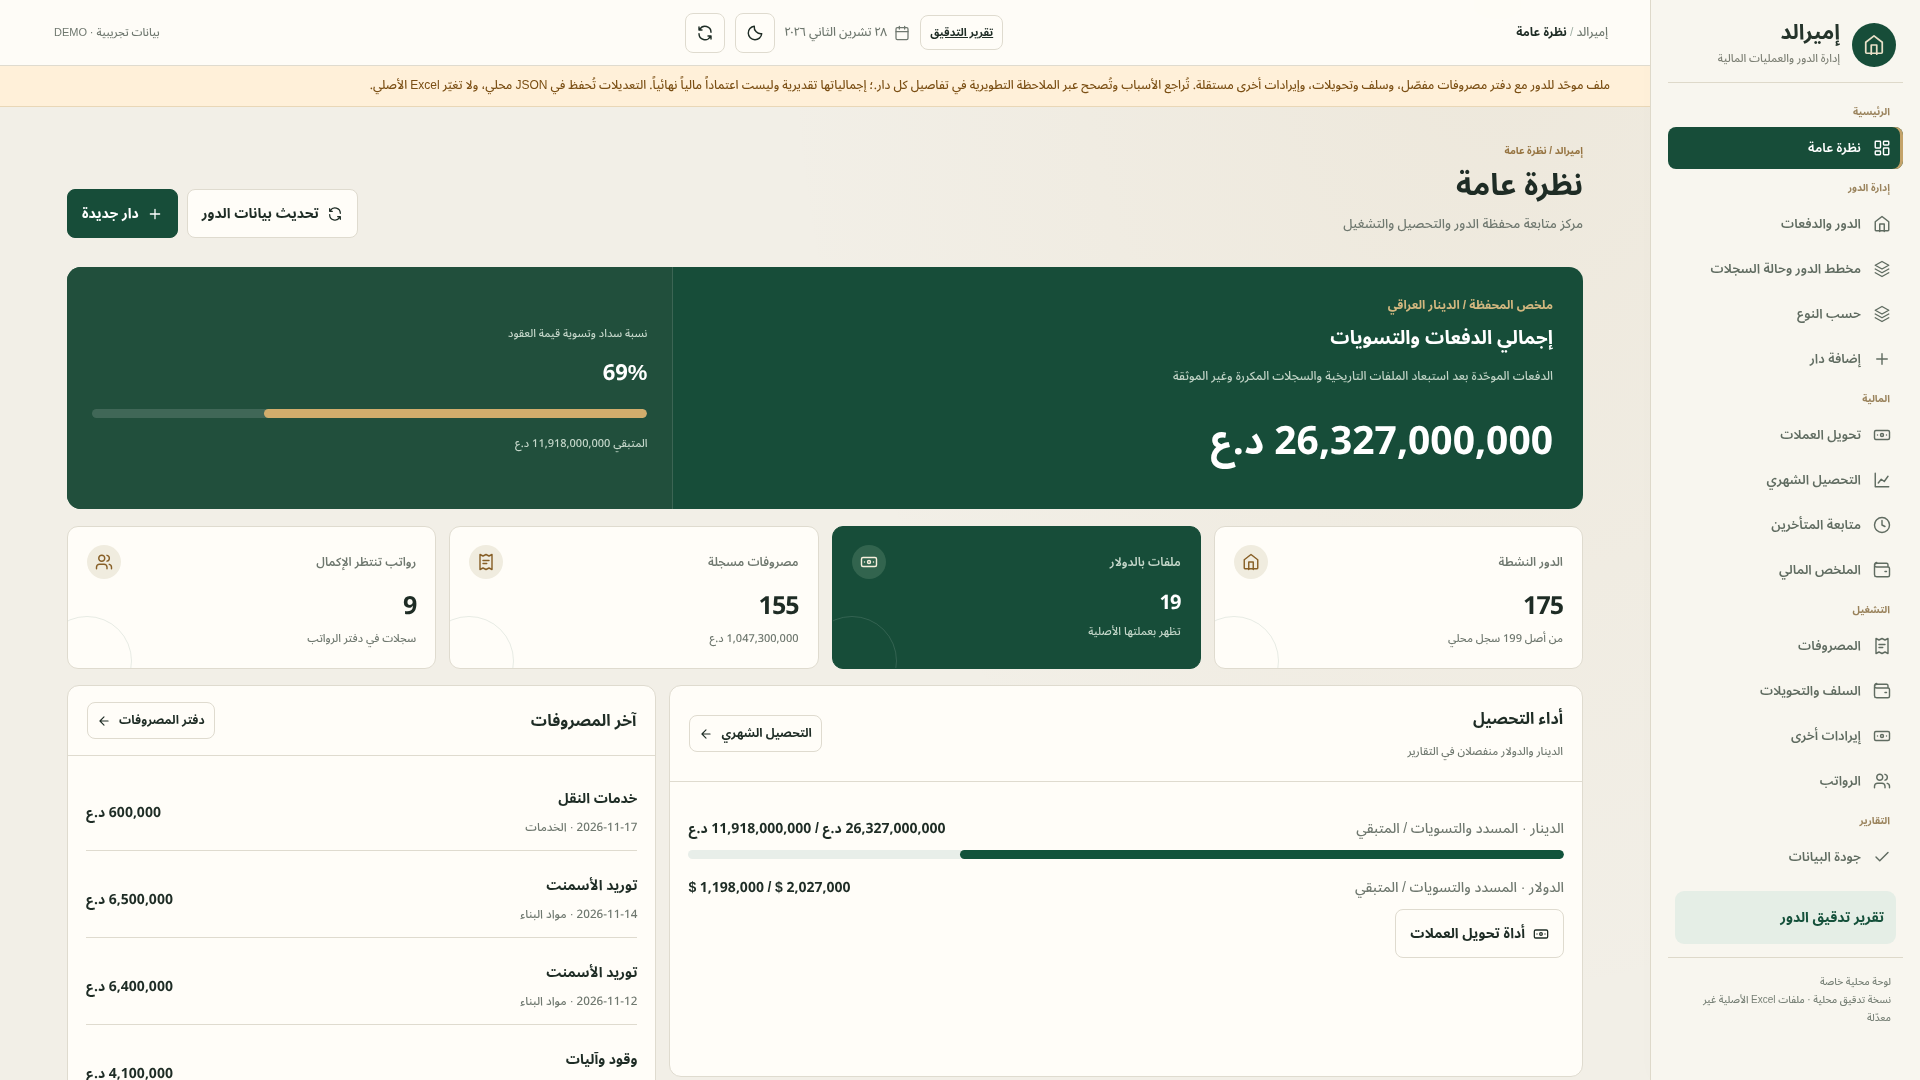 إميرالد
إدارة الدور والعمليات المالية
الرئيسية
نظرة عامة
إدارة الدور
الدور والدفعات
مخطط الدور وحالة السجلات
حسب النوع
إضافة دار
المالية
تحويل العملات
التحصيل الشهري
متابعة المتأخرين
الملخص المالي
التشغيل
المصروفات
السلف والتحويلات
إيرادات أخرى
الرواتب
التقارير
جودة البيانات
تقرير تدقيق الدور
لوحة محلية خاصة
نسخة تدقيق محلية · ملفات Excel الأصلية غير
معدّلة
إميرالد / نظرة عامة
تقرير التدقيق
٢٨ تشرين الثاني ٢٠٢٦
بيانات تجريبية · DEMO
ملف موحّد للدور مع دفتر مصروفات مفصّل، وسلف وتحويلات، وإيرادات أخرى مستقلة. تُراجع الأسباب وتُصحح عبر الملاحظة التطويرية في تفاصيل كل دار.؛ إجمالياتها تقديرية وليست اعتماداً مالياً نهائياً. التعديلات تُحفظ في JSON محلي، ولا تغيّر Excel الأصلي.
إميرالد / نظرة عامة
نظرة عامة
مركز متابعة محفظة الدور والتحصيل والتشغيل
تحديث بيانات الدور
دار جديدة
ملخص المحفظة / الدينار العراقي
إجمالي الدفعات والتسويات
الدفعات الموحّدة بعد استبعاد الملفات التاريخية والسجلات المكررة وغير الموثقة
26,327,000,000 د.ع
نسبة سداد وتسوية قيمة العقود
69%
المتبقي 11,918,000,000 د.ع
الدور النشطة
175
من أصل 199 سجل محلي
ملفات بالدولار
19
تظهر بعملتها الأصلية
مصروفات مسجلة
155
1,047,300,000 د.ع
رواتب تنتظر الإكمال
9
سجلات في دفتر الرواتب
أداء التحصيل
الدينار والدولار منفصلان في التقارير
التحصيل الشهري
الدينار · المسدد والتسويات / المتبقي
26,327,000,000 د.ع / 11,918,000,000 د.ع
الدولار · المسدد والتسويات / المتبقي
2,027,000 $ / 1,198,000 $
أداة تحويل العملات
آخر المصروفات
دفتر المصروفات
خدمات النقل
2026-11-17 · الخدمات
600,000 د.ع
توريد الأسمنت
2026-11-14 · مواد البناء
6,500,000 د.ع
توريد الأسمنت
2026-11-12 · مواد البناء
6,400,000 د.ع
وقود وآليات
4,100,000 د.ع